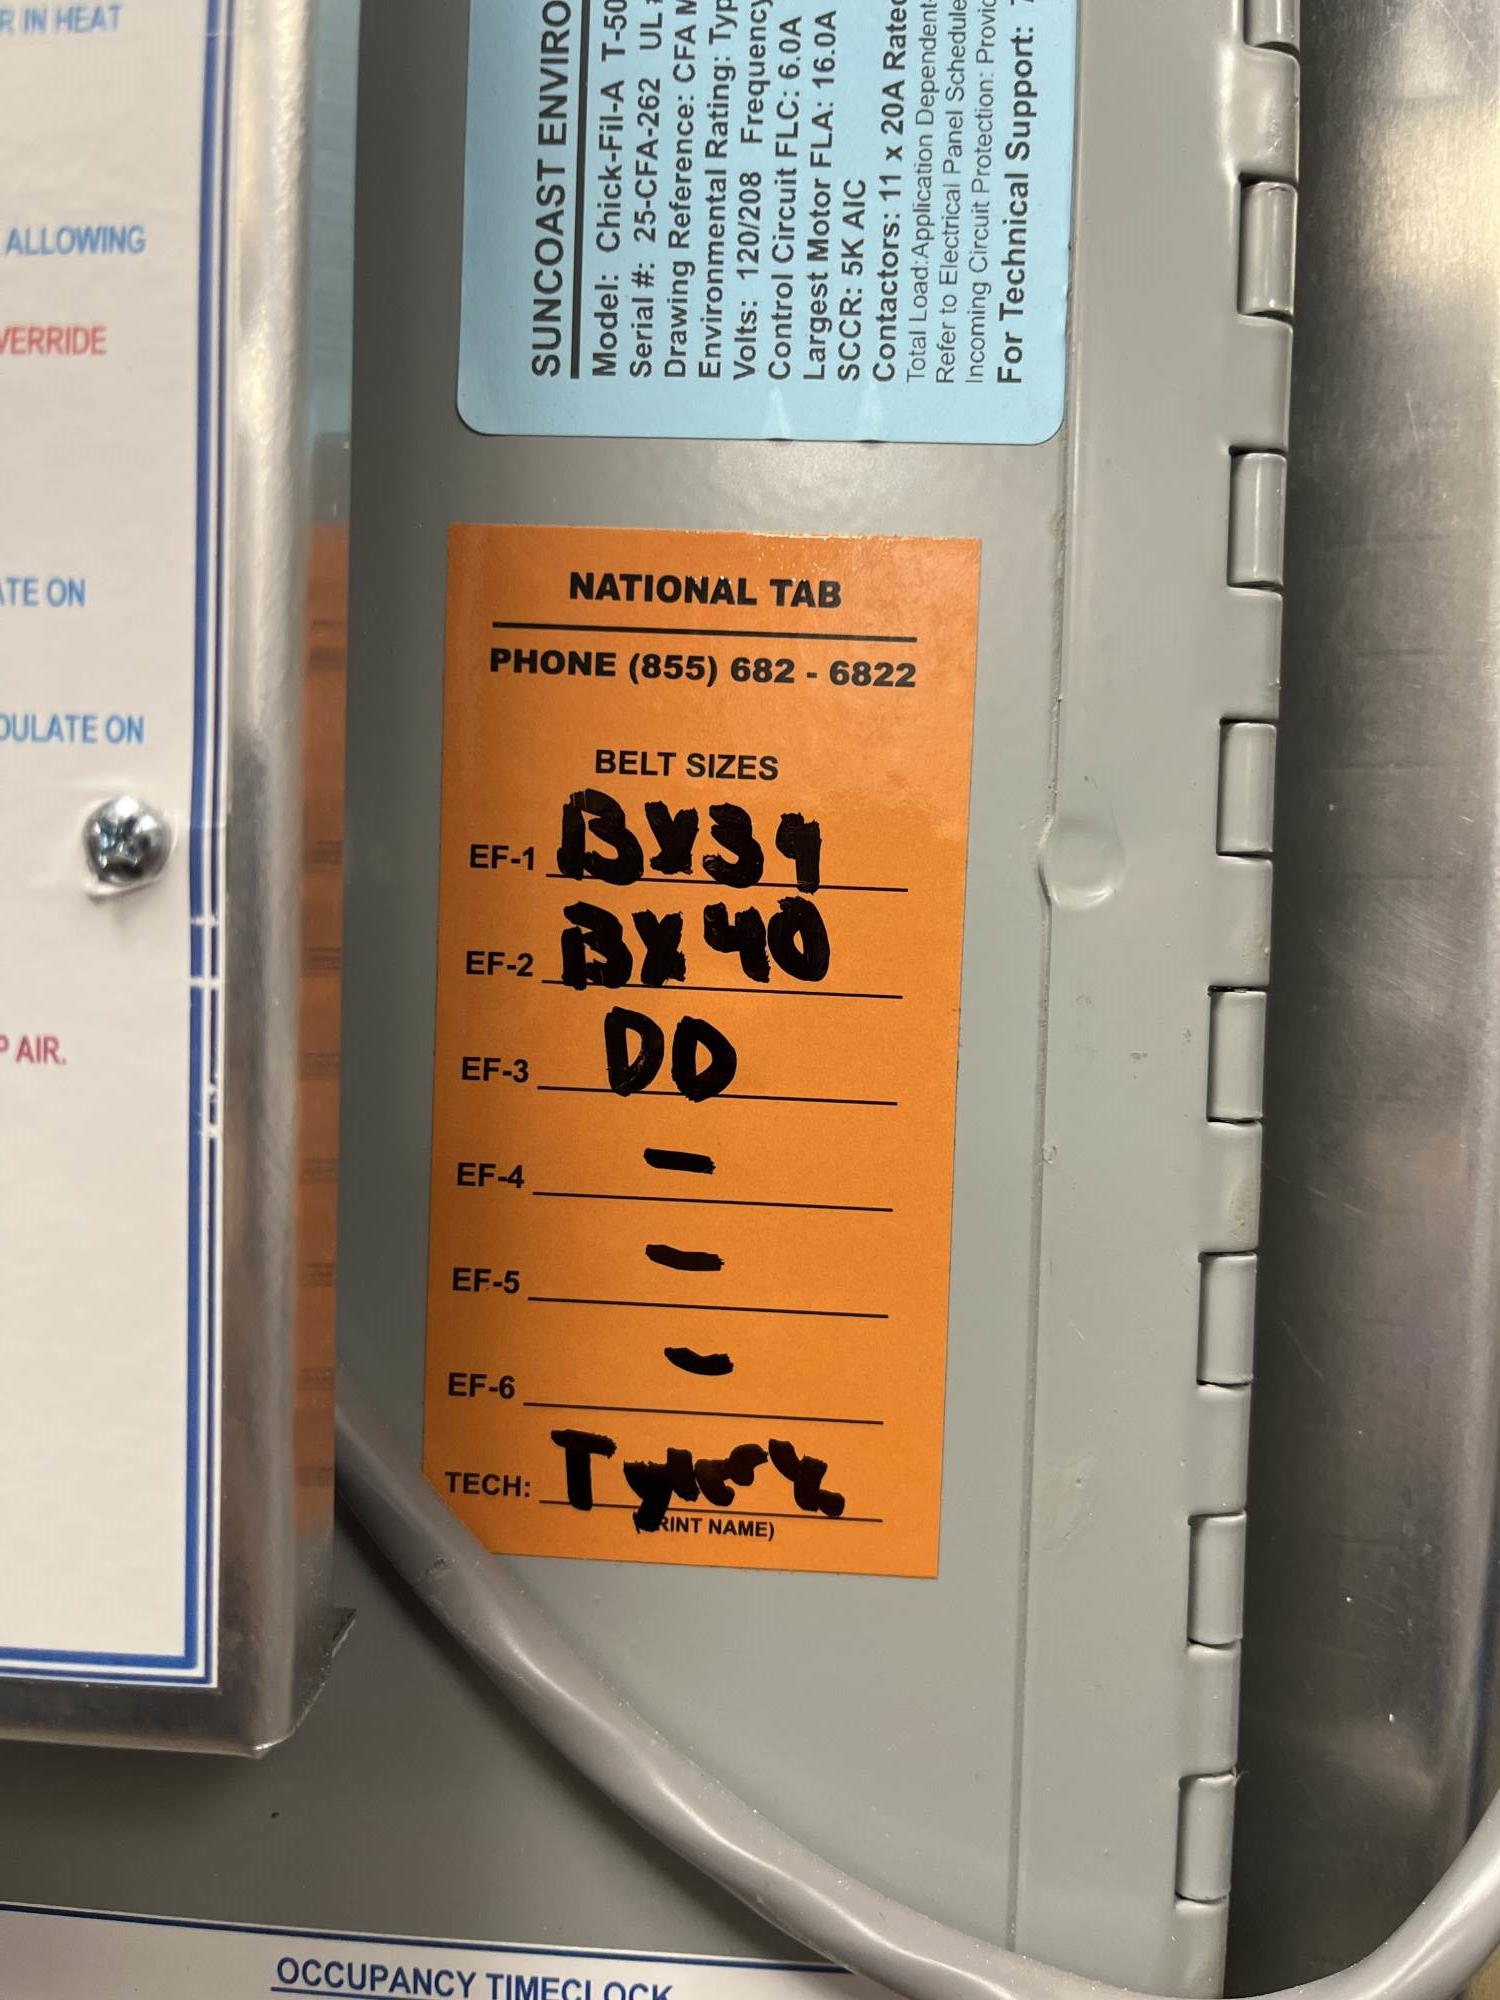 R IN HEAT
ALLOWING
VERRIDE
ATE ON
DULATE ON
P AIR.
SUNCOAST ENVIRO
Model: Chick-Fil-A T-50
Serial #: 25-CFA-262 UL
Drawing Reference: CFA M
Environmental Rating: Typ
Volts: 120/208 Frequency
Control Circuit FLC: 6.0A
Largest Motor FLA: 16.0A
SCCR: 5K AIC
Contactors: 11 x 20A Rated
Total Load:Application Dependent
Refer to Electrical Panel Schedule
Incoming Circuit Protection: Provid
For Technical Support:
NATIONAL TAB
PHONE (855) 682 - 6822
BELT SIZES
EF-1 BX39
EF-2 BX40
EF-3 DD
EF-4 -
EF-5 -
EF-6 -
TECH: Tyler
(PRINT NAME)
OCCUPANCY TIMECLOCK